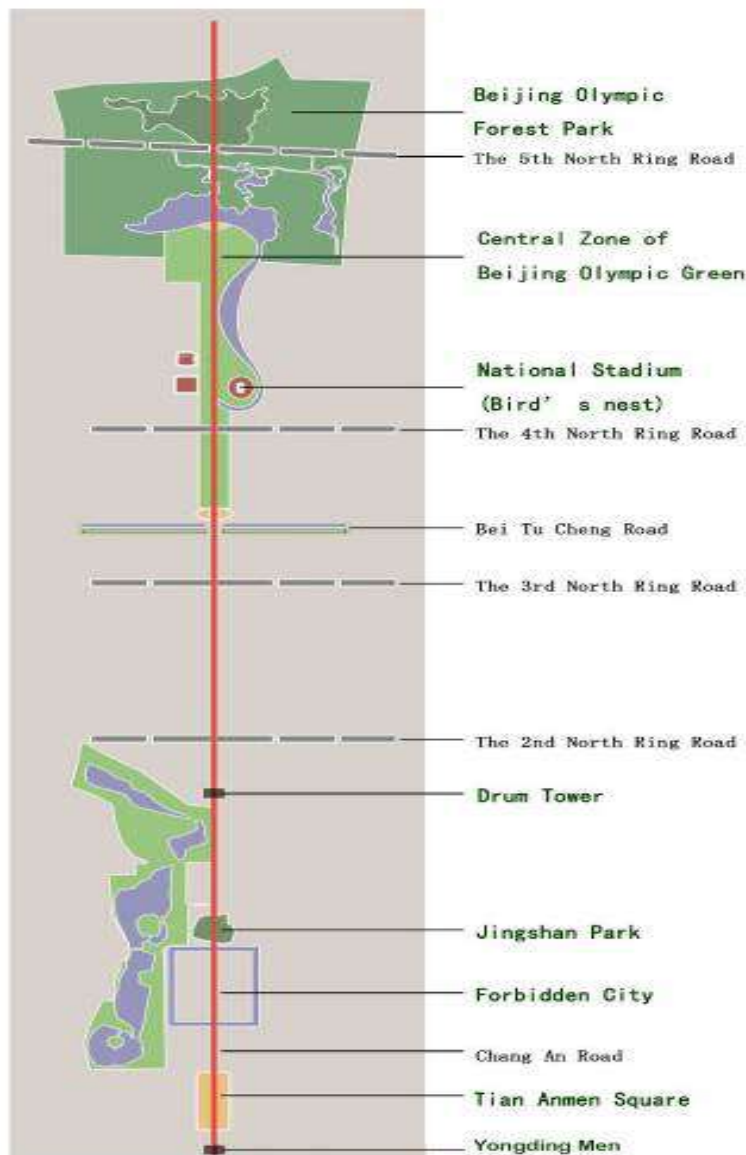 Beijing Olympic
Forest Park
The 5th North Ring Road
Central Zone of
Beijing Olympic Green
National Stadium
(Bird’s nest)
The 4th North Ring Road
Bei Tu Cheng Road
The 3rd North Ring Road
The 2nd North Ring Road
Drum Tower
Jingshan Park
Forbidden City
Chang An Road
Tian Anmen Square
Yongding Men